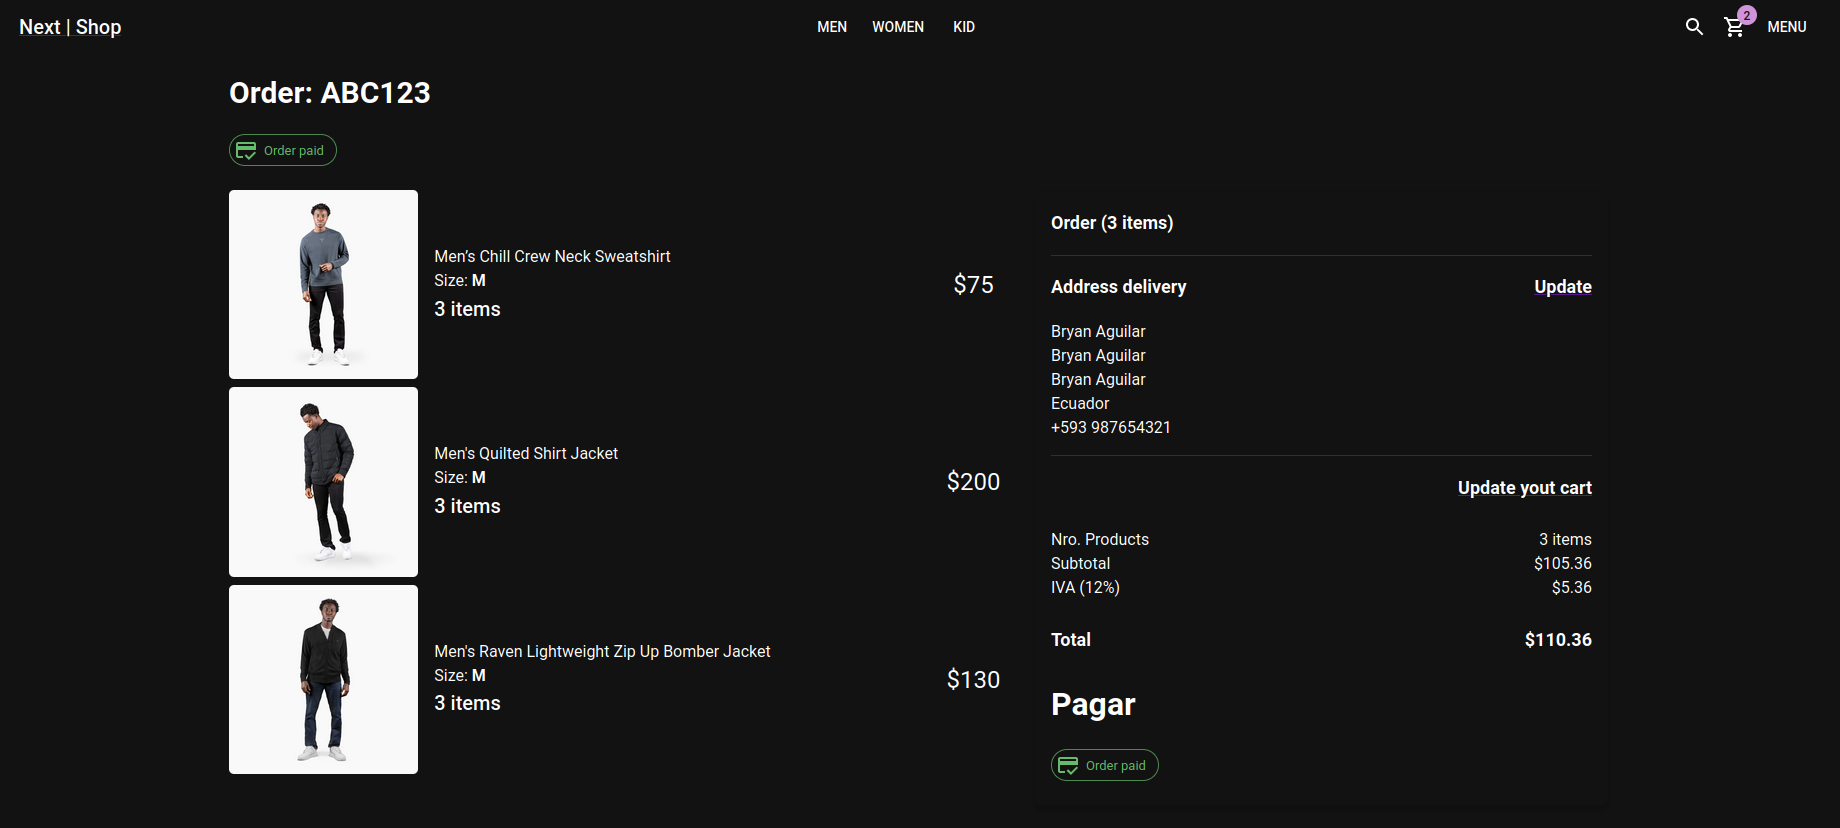 Next | Shop
MEN WOMEN KID
2
MENU
Order: ABC123
Order paid
Men’s Chill Crew Neck Sweatshirt
Size: M
3 items
$75
Men's Quilted Shirt Jacket
Size: M
3 items
$200
Men's Raven Lightweight Zip Up Bomber Jacket
Size: M
3 items
$130
Order (3 items)
Address delivery Update
Bryan Aguilar
Bryan Aguilar
Bryan Aguilar
Ecuador
+593 987654321
Update yout cart
Nro. Products 3 items
Subtotal $105.36
IVA (12%) $5.36
Total $110.36
Pagar
Order paid